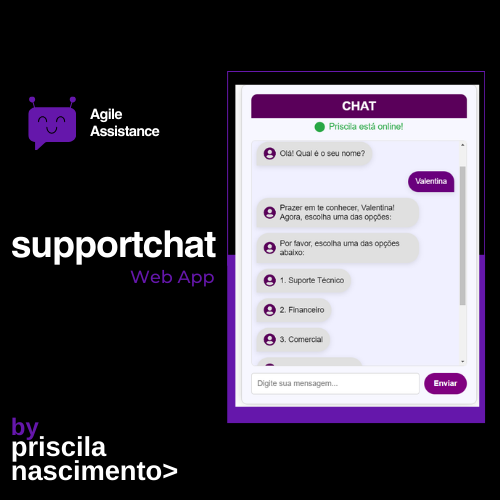 Agile
Assistance
supportchat
Web App
by
priscila
nascimento>
CHAT
Priscila está online!
Olá! Qual é o seu nome?
Valentina
Prazer em te conhecer, Valentina!
Agora, escolha uma das opções:
Por favor, escolha uma das opções
abaixo:
1. Suporte Técnico
2. Financeiro
3. Comercial
Digite sua mensagem...
Enviar